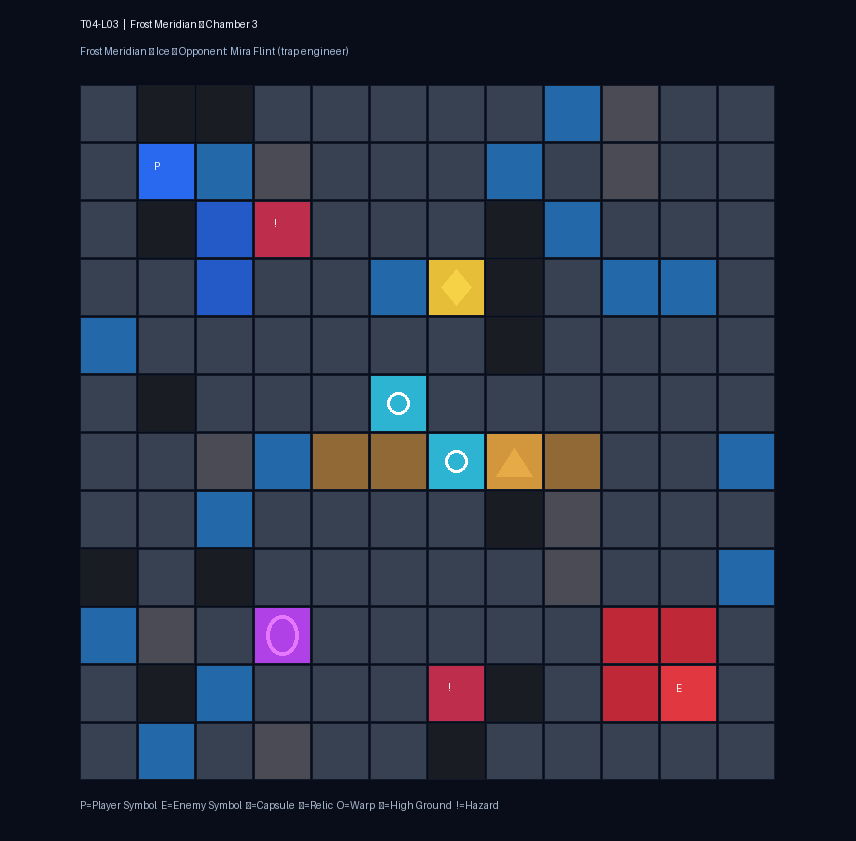 T04-L03 | Frost Meridian � Chamber 3
Frost Meridian � Ice � Opponent: Mira Flint (trap engineer)
P
!
!
E
P=Player Symbol E=Enemy Symbol �=Capsule �=Relic O=Warp �=High Ground !=Hazard